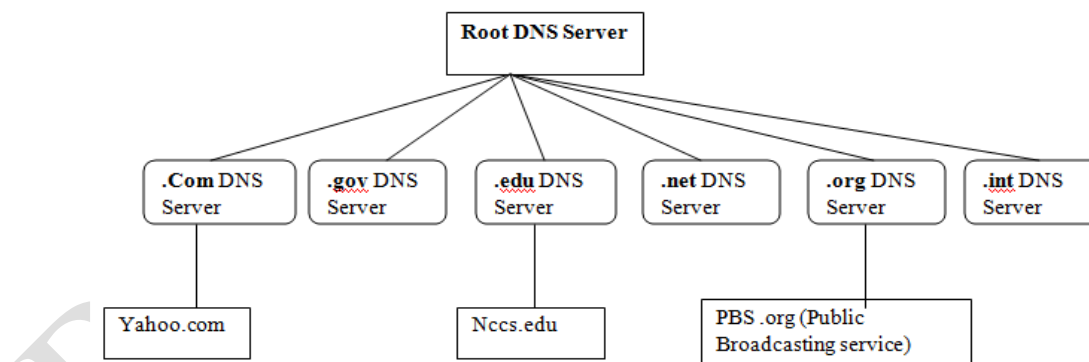 Root DNS Server
.Com DNS
Server
.gov DNS
Server
.edu DNS
Server
.net DNS
Server
.org DNS
Server
.int DNS
Server
Yahoo.com
Nccs.edu
PBS .org (Public
Broadcasting service)